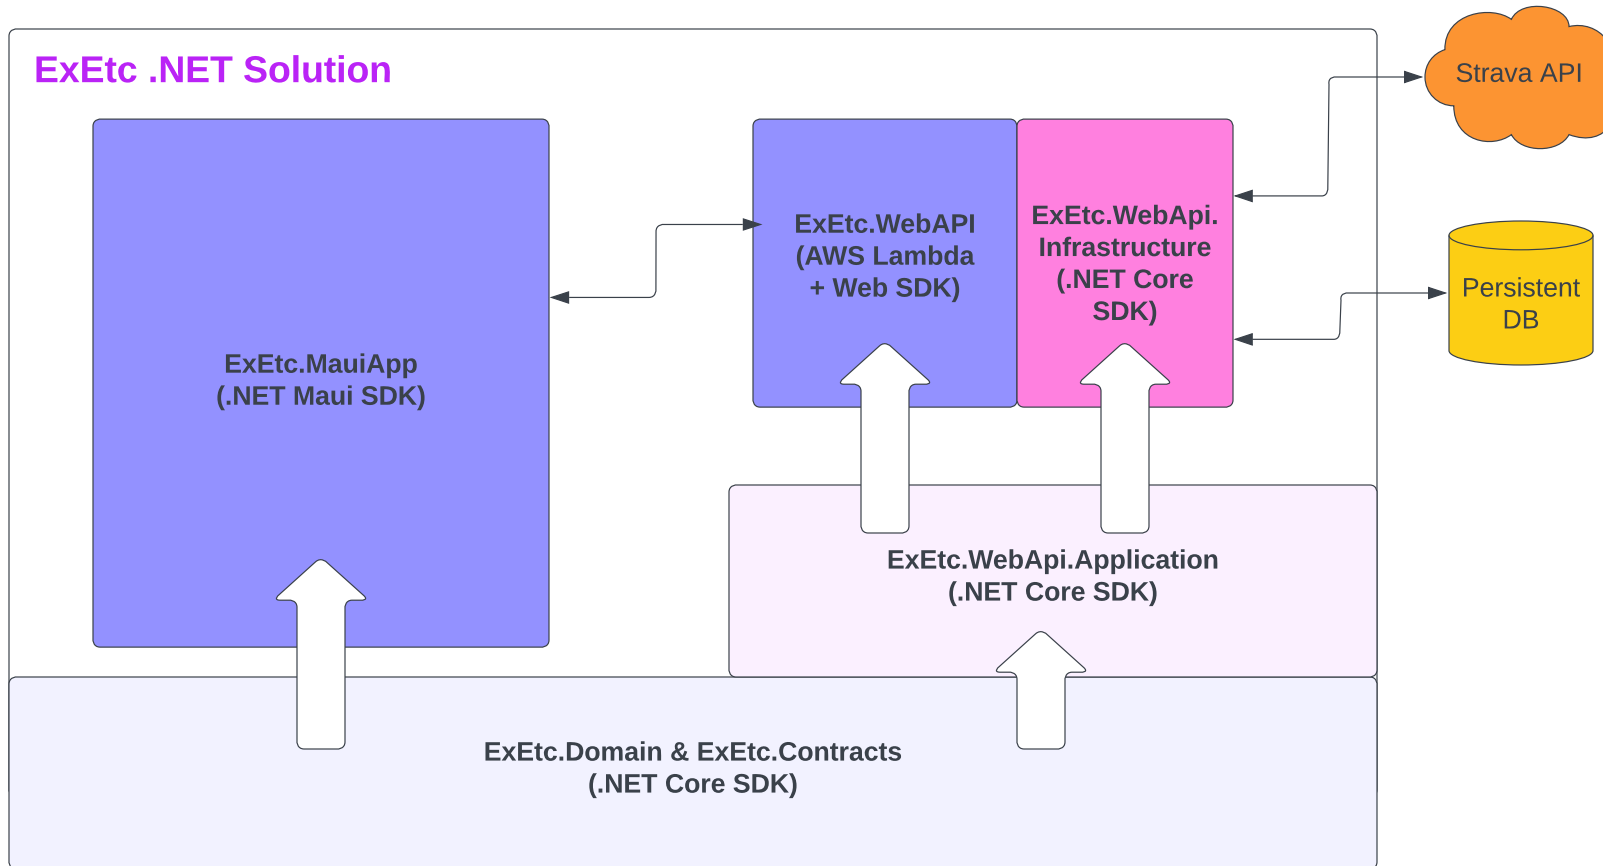 ExEtc .NET Solution
Strava API
ExEtc.WebAPI
(AWS Lambda
+ Web SDK)
ExEtc.WebApi.
Infrastructure
(.NET Core
SDK)
Persistent
DB
ExEtc.MauiApp
(.NET Maui SDK)
ExEtc.WebApi.Application
(.NET Core SDK)
ExEtc.Domain & ExEtc.Contracts
(.NET Core SDK)